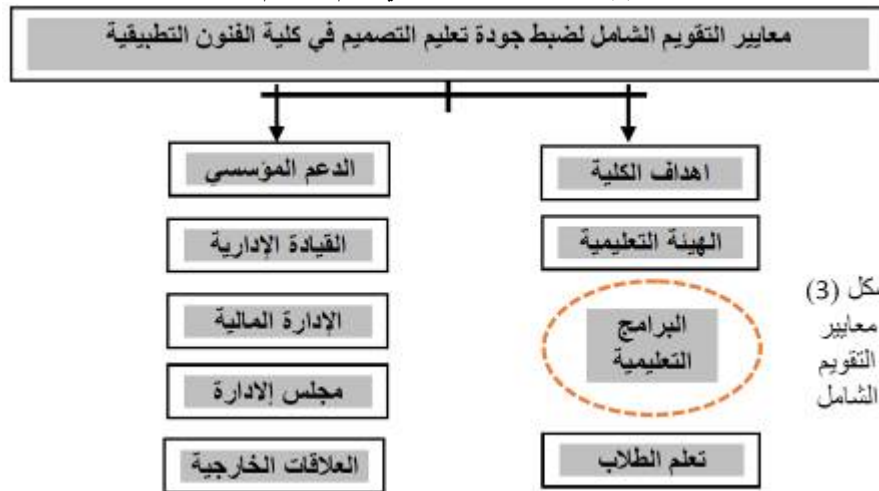 معايير التقويم الشامل لضبط جودة تعليم التصميم في كلية الفنون التطبيقية
اهداف الكلية
الهيئة التعليمية
البرامج
التعليمية
تعلم الطلاب
الدعم المؤسسي
القيادة الإدارية
الإدارة المالية
مجلس الإدارة
العلاقات الخارجية
كل (3)
معايير
التقويم
الشامل